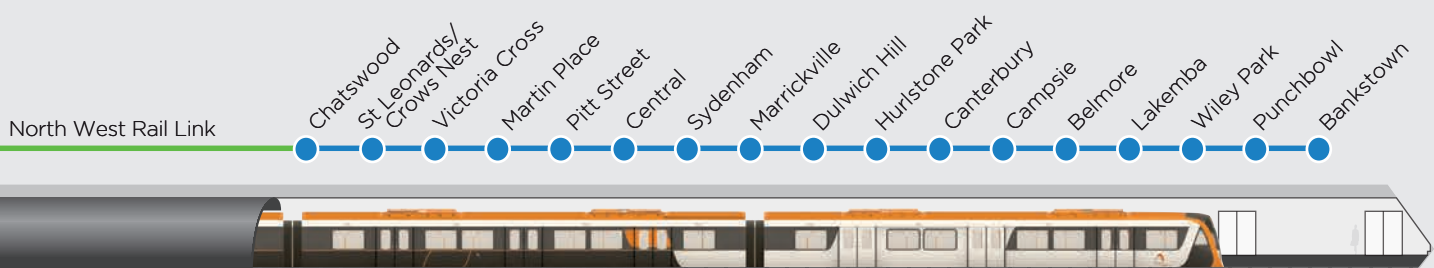 North West Rail Link
Chatswood
St Leonards/
Crows Nest
Victoria Cross
Martin Place
Pitt Street
Central
Sydenham
Marrickville
Dulwich Hill
Hurlstone Park
Canterbury
Campsie
Belmore
Lakemba
Wiley Park
Punchbowl
Bankstown